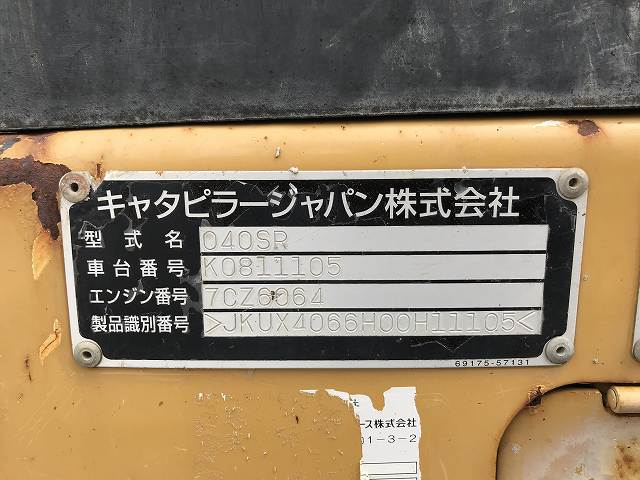 キャタピラージャパン株式会社
型式名 040SR
車台番号 K0811105
エンジン番号 7CZ6064
製品識別番号 >JKUX4066H00H11105<
69175-57131
ース株式会社
01-3-2